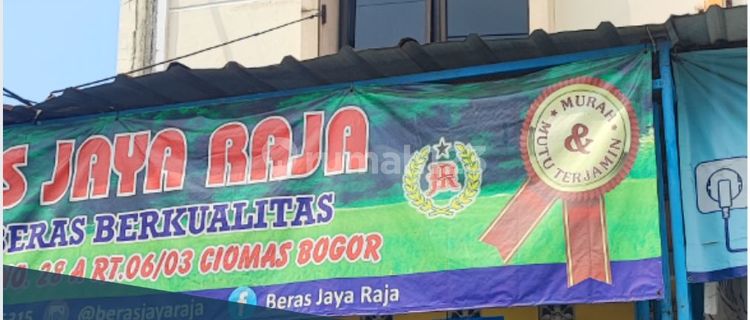 S JAYA RAJA
BERAS BERKUALITAS
NO. 28 A RT.06/03 CIOMAS BOGOR
@berasjayaraja
Beras Jaya Raja
JR
MURAH
&
MUTU TERJAMIN